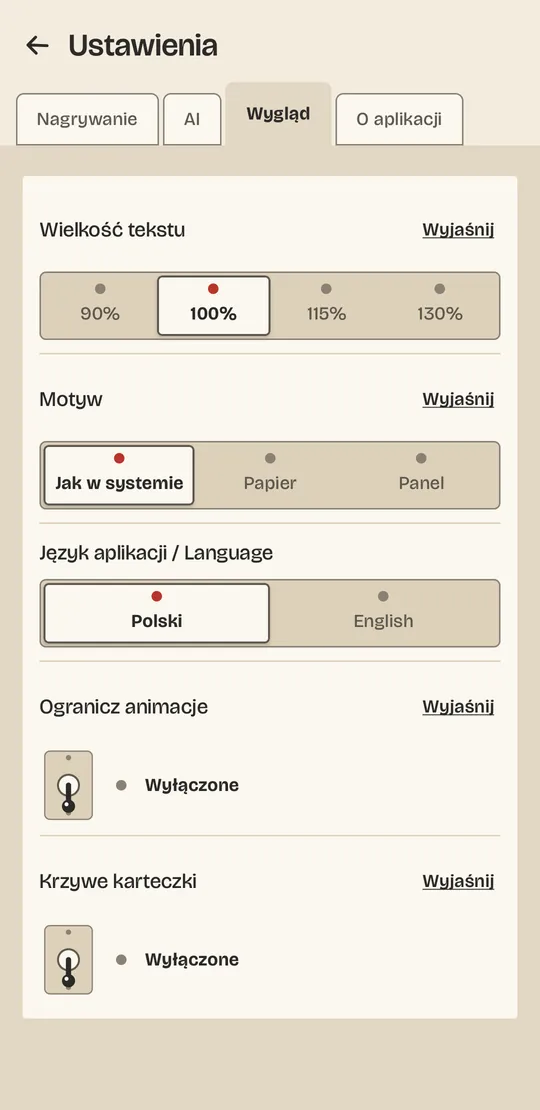 Ustawienia
Nagrywanie
AI
Wygląd
O aplikacji
Wielkość tekstu
Wyjaśnij
90%
100%
115%
130%
Motyw
Wyjaśnij
Jak w systemie
Papier
Panel
Język aplikacji / Language
Polski
English
Ogranicz animacje
Wyjaśnij
Wyłączone
Krzywe karteczki
Wyjaśnij
Wyłączone